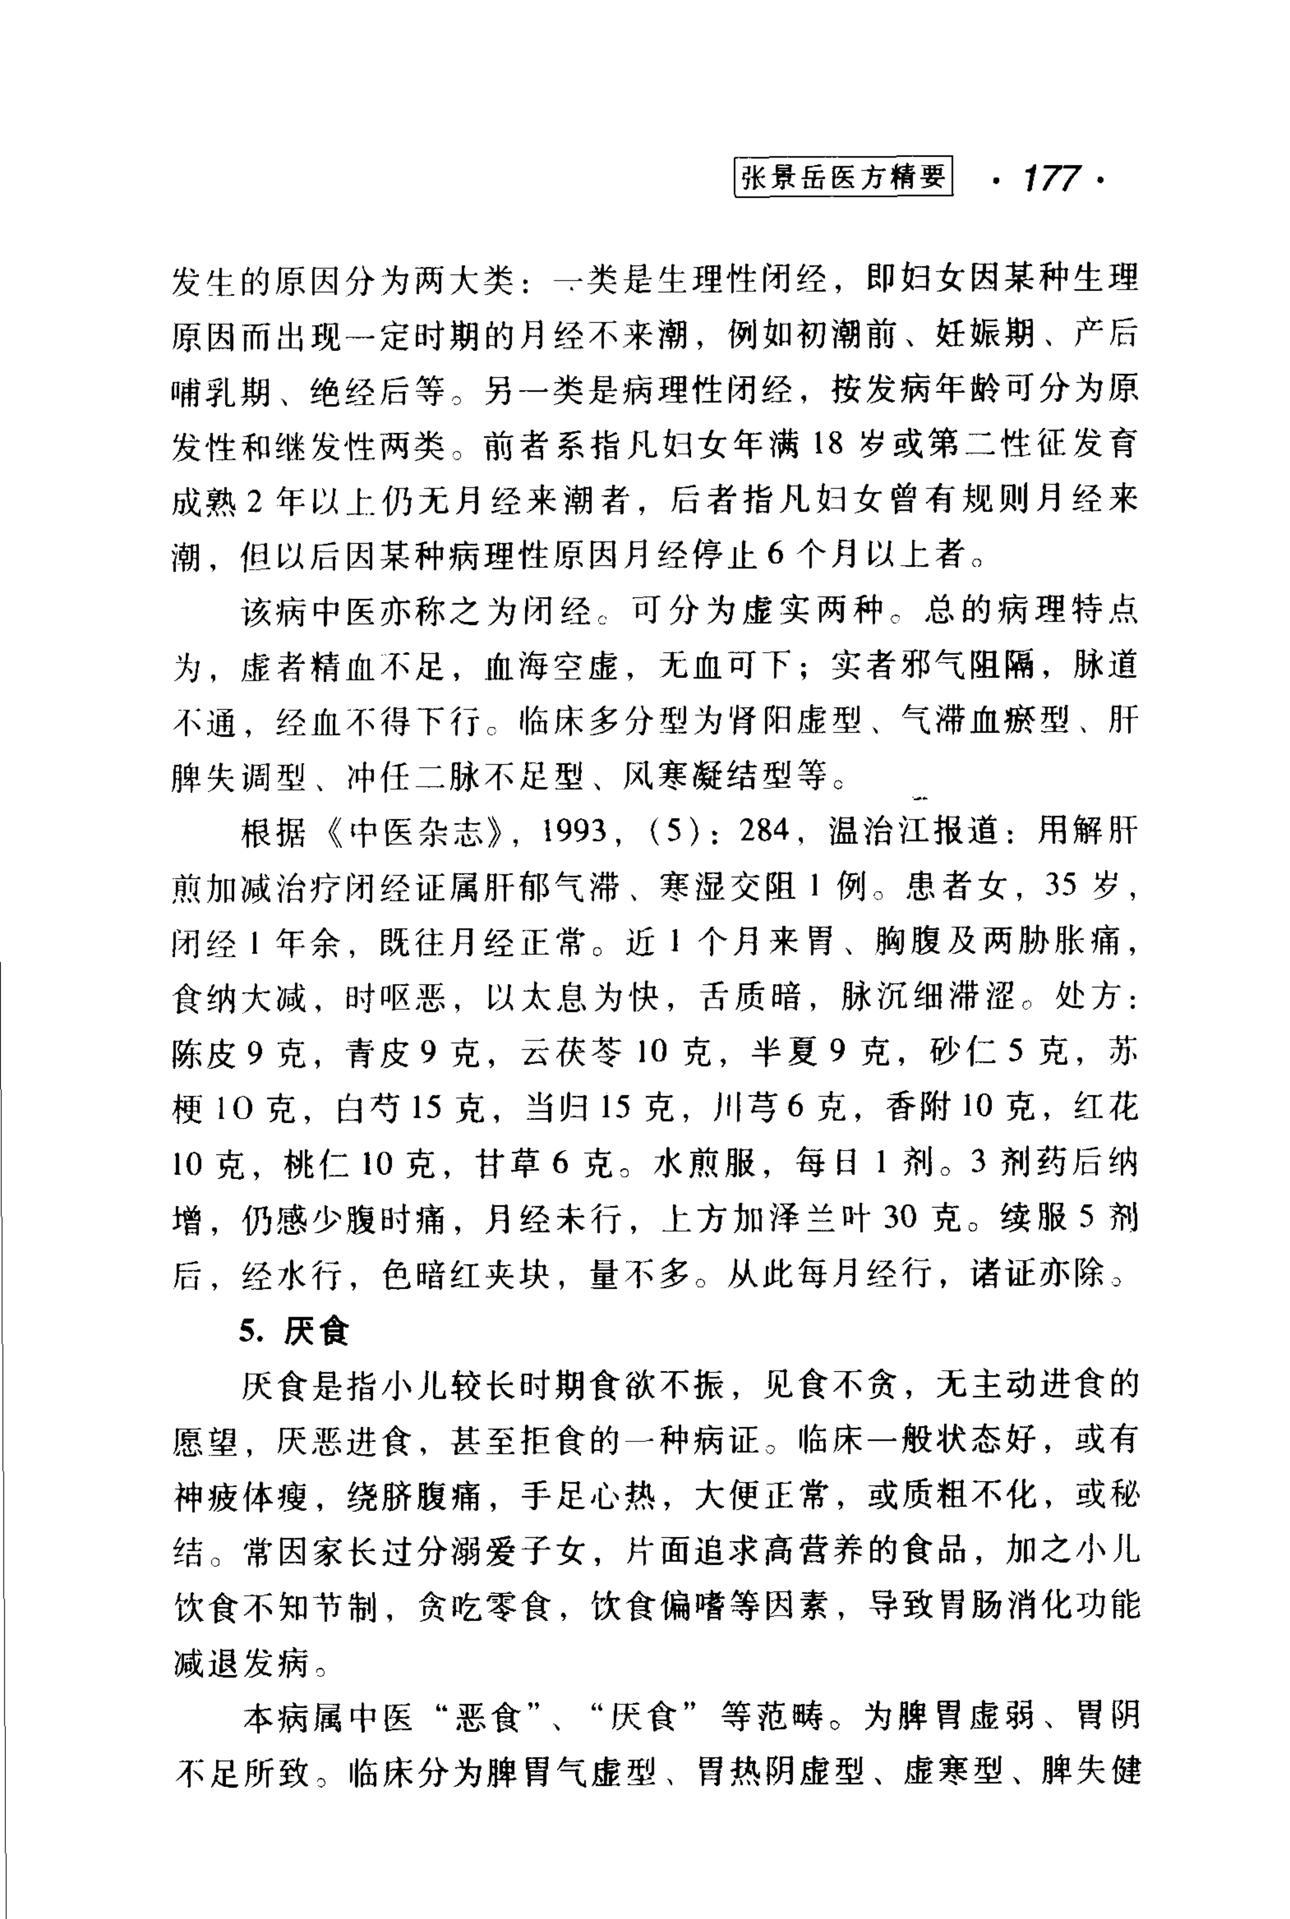 张景岳医方精要 · 177 ·
发生的原因分为两大类：一类是生理性闭经，即妇女因某种生理
原因而出现一定时期的月经不来潮，例如初潮前、妊娠期、产后
哺乳期、绝经后等。另一类是病理性闭经，按发病年龄可分为原
发性和继发性两类。前者系指凡妇女年满 18 岁或第二性征发育
成熟 2 年以上仍无月经来潮者，后者指凡妇女曾有规则月经来
潮，但以后因某种病理性原因月经停止 6 个月以上者。
该病中医亦称之为闭经。可分为虚实两种。总的病理特点
为，虚者精血不足，血海空虚，无血可下；实者邪气阻隔，脉道
不通，经血不得下行。临床多分型为肾阳虚型、气滞血瘀型、肝
脾失调型、冲任二脉不足型、风寒凝结型等。
根据《中医杂志》，1993，（5）：284，温治江报道：用解肝
煎加减治疗闭经证属肝郁气滞、寒湿交阻 1 例。患者女，35 岁，
闭经 1 年余，既往月经正常。近 1 个月来胃、胸腹及两胁胀痛，
食纳大减，时呕恶，以太息为快，舌质暗，脉沉细滞涩。处方：
陈皮 9 克，青皮 9 克，云茯苓 10 克，半夏 9 克，砂仁 5 克，苏
梗 10 克，白芍 15 克，当归 15 克，川芎 6 克，香附 10 克，红花
10 克，桃仁 10 克，甘草 6 克。水煎服，每日 1 剂。3 剂药后纳
增，仍感少腹时痛，月经未行，上方加泽兰叶 30 克。续服 5 剂
后，经水行，色暗红夹块，量不多。从此每月经行，诸证亦除。
5. 厌食
厌食是指小儿较长时期食欲不振，见食不贪，无主动进食的
愿望，厌恶进食，甚至拒食的一种病证。临床一般状态好，或有
神疲体瘦，绕脐腹痛，手足心热，大便正常，或质粗不化，或秘
结。常因家长过分溺爱子女，片面追求高营养的食品，加之小儿
饮食不知节制，贪吃零食，饮食偏嗜等因素，导致胃肠消化功能
减退发病。
本病属中医“恶食”、“厌食”等范畴。为脾胃虚弱、胃阴
不足所致。临床分为脾胃气虚型、胃热阴虚型、虚寒型、脾失健